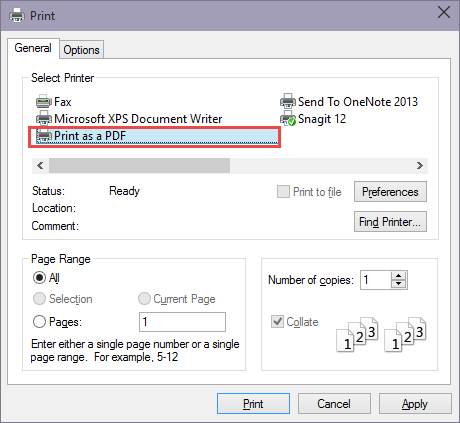 Print
General
Options
Select Printer
Fax
Send To OneNote 2013
Microsoft XPS Document Writer
Snagit 12
Print as a PDF
Status: Ready
Print to file
Preferences
Location:
Comment:
Find Printer...
Page Range
All
Number of copies: 1
Selection
Current Page
Pages: 1
Collate
1 2 3 1 2 3
Enter either a single page number or a single
page range. For example, 5-12
Print
Cancel
Apply